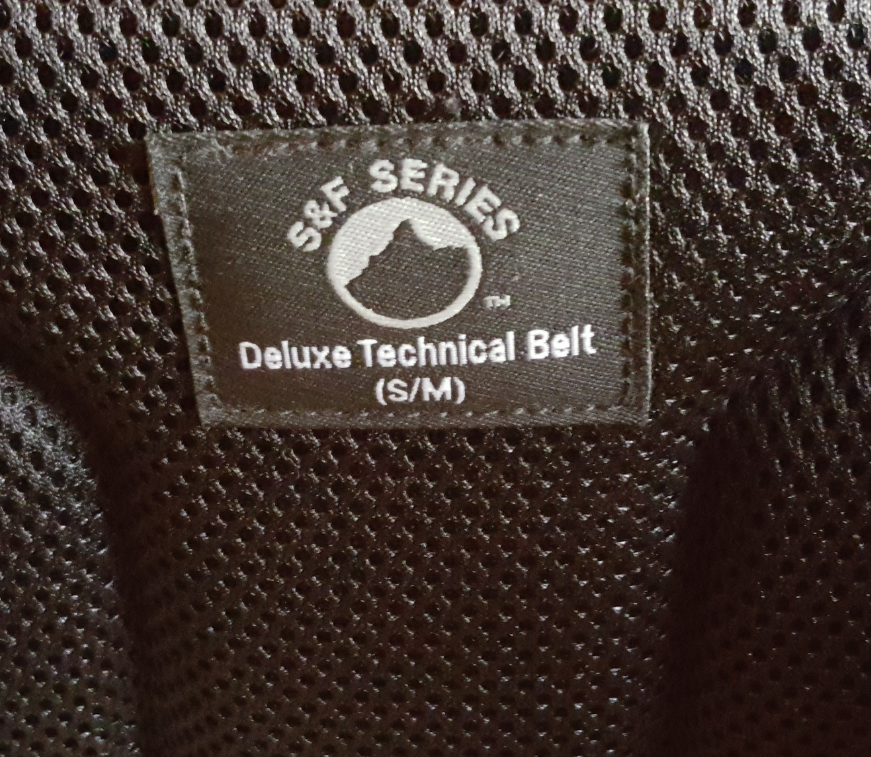 S&F SERIES
TM
Deluxe Technical Belt
(S/M)